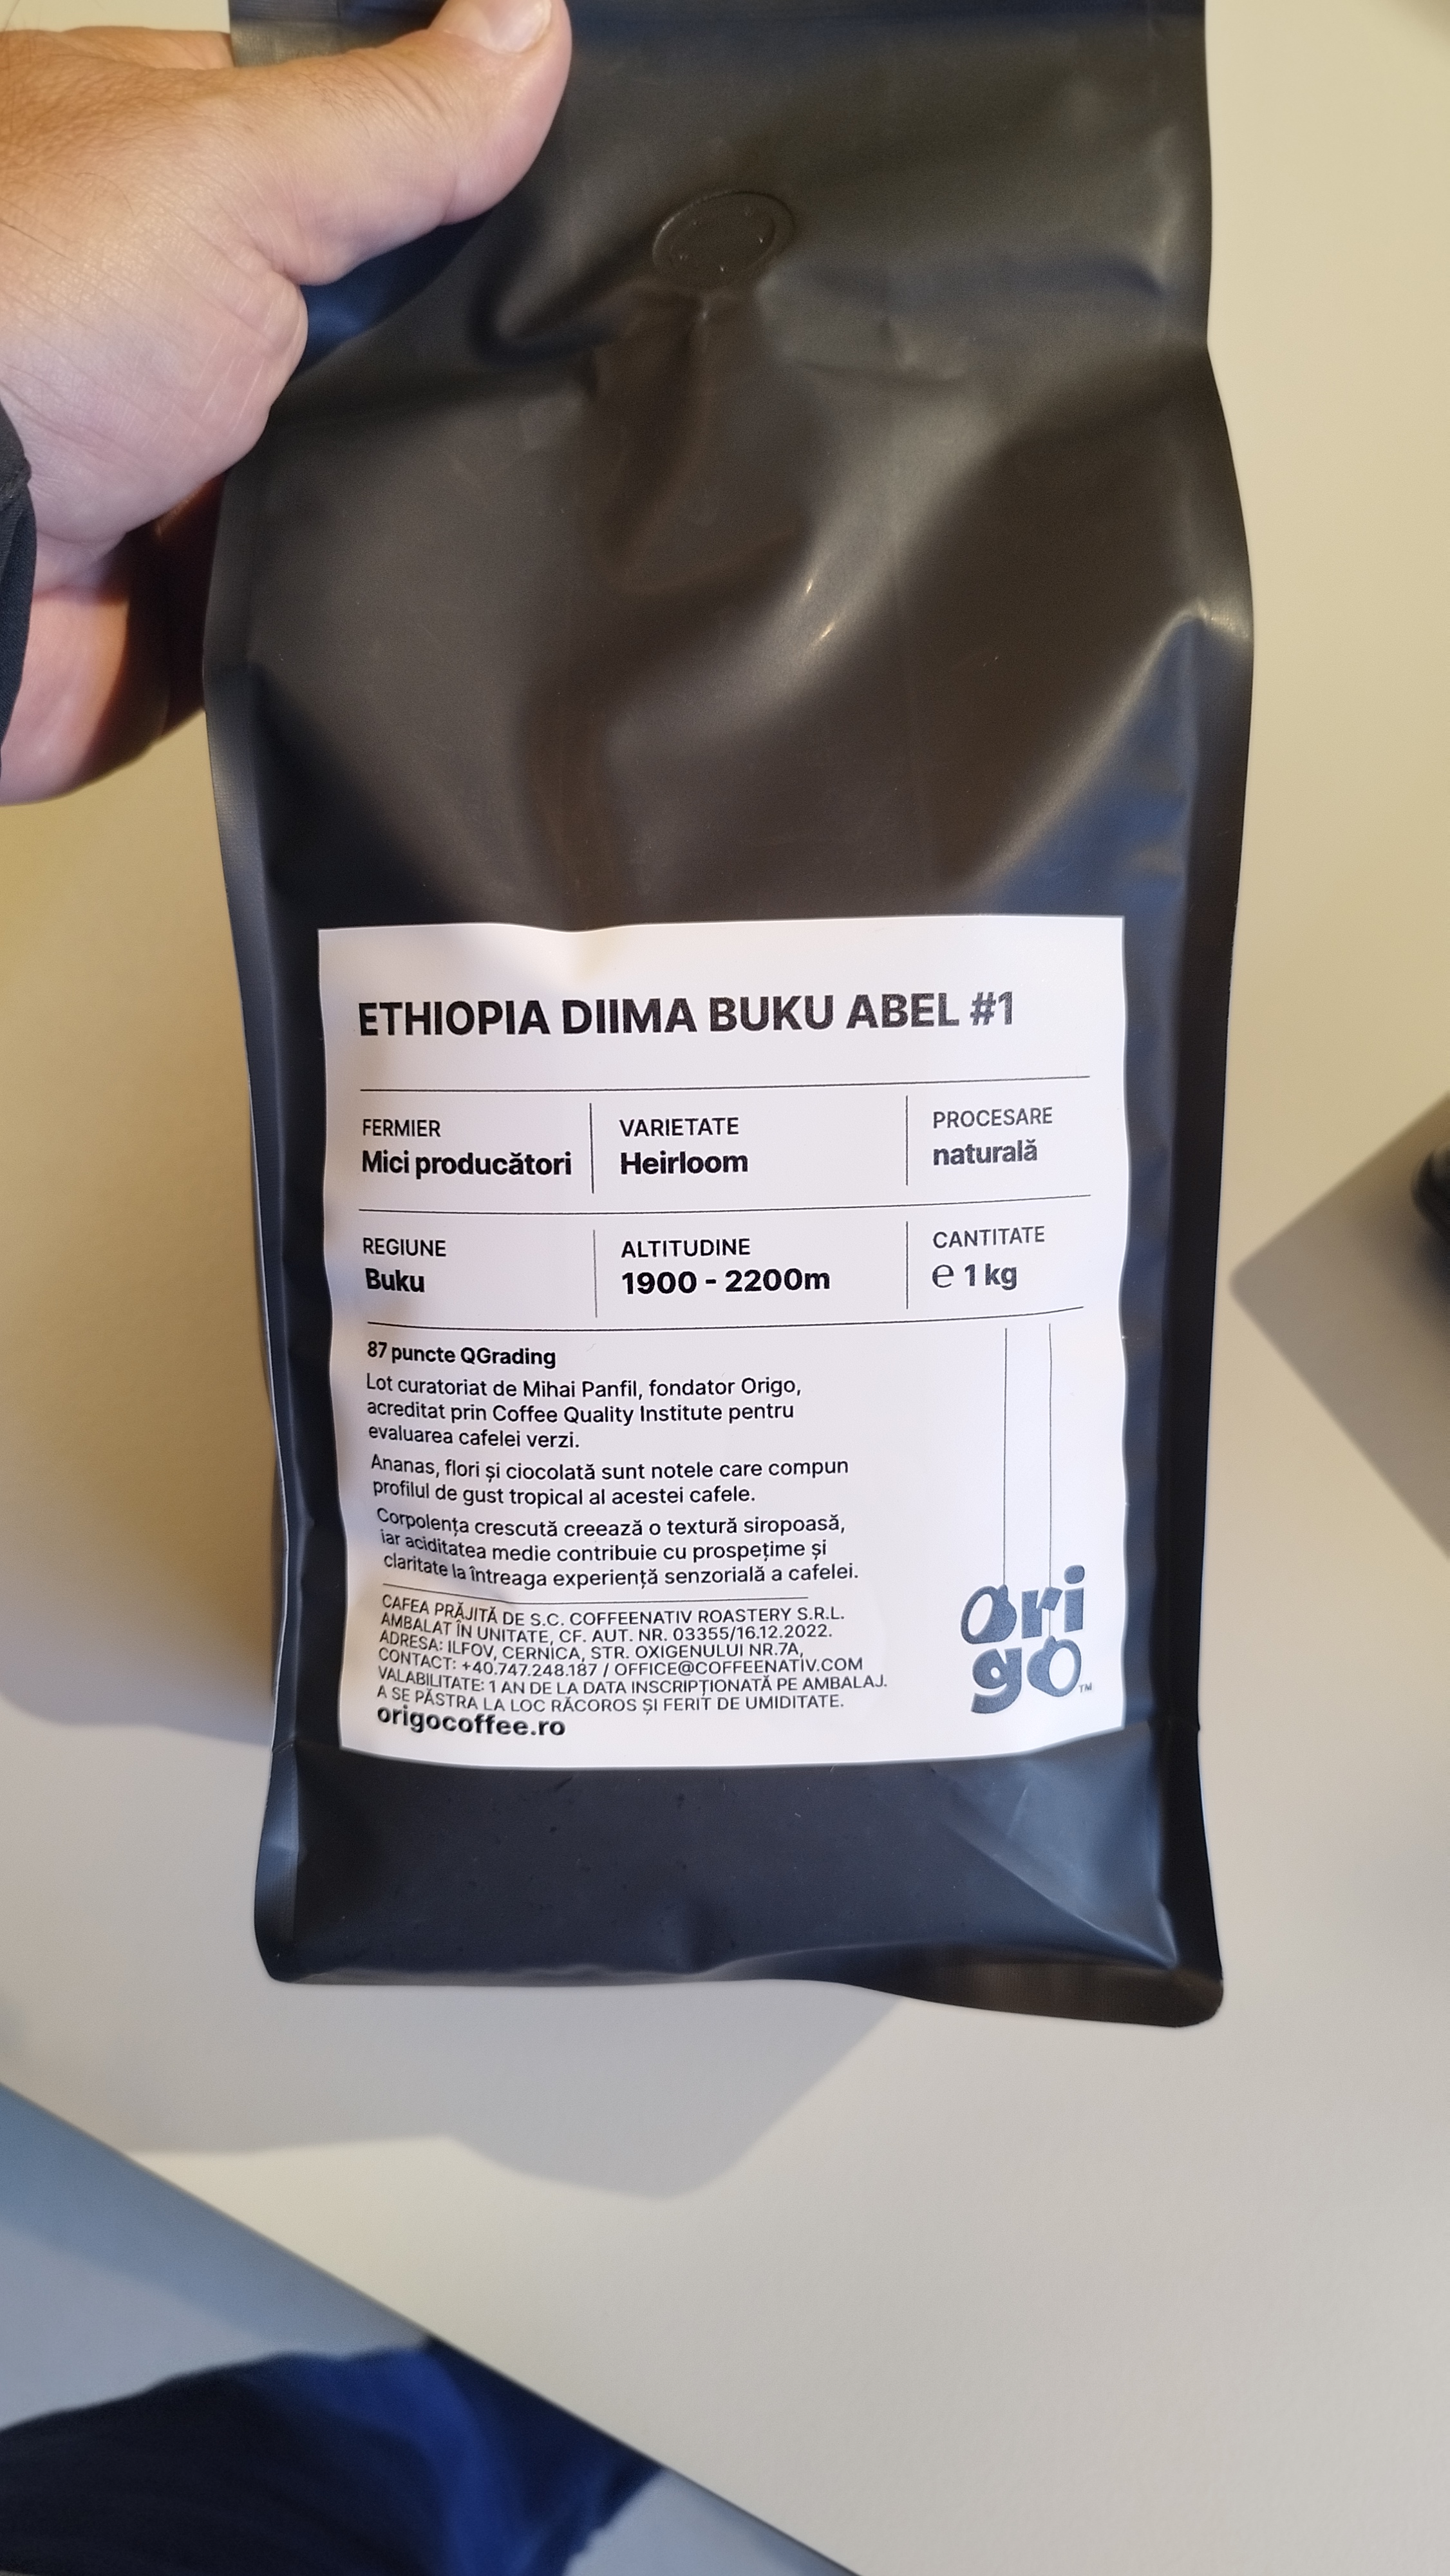 ETHIOPIA DIIMA BUKU ABEL #1
FERMIER
Mici producători
VARIETATE
Heirloom
PROCESARE
naturală
REGIUNE
Buku
ALTITUDINE
1900 - 2200m
CANTITATE
℮ 1 kg
87 puncte QGrading
Lot curatoriat de Mihai Panfil, fondator Origo,
acreditat prin Coffee Quality Institute pentru
evaluarea cafelei verzi.
Ananas, flori și ciocolată sunt notele care compun
profilul de gust tropical al acestei cafele.
Corpolența crescută creează o textură siropoasă,
iar aciditatea medie contribuie cu prospețime și
claritate la întreaga experiență senzorială a cafelei.
CAFEA PRĂJITĂ DE S.C. COFFEENATIV ROASTERY S.R.L.
AMBALAT ÎN UNITATE, CF. AUT. NR. 03355/16.12.2022.
ADRESA: ILFOV, CERNICA, STR. OXIGENULUI NR.7A,
CONTACT: +40.747.248.187 / OFFICE@COFFEENATIV.COM
VALABILITATE: 1 AN DE LA DATA INSCRIPȚIONATĂ PE AMBALAJ.
A SE PĂSTRA LA LOC RĂCOROS ȘI FERIT DE UMIDITATE.
origocoffee.ro
ori
go™